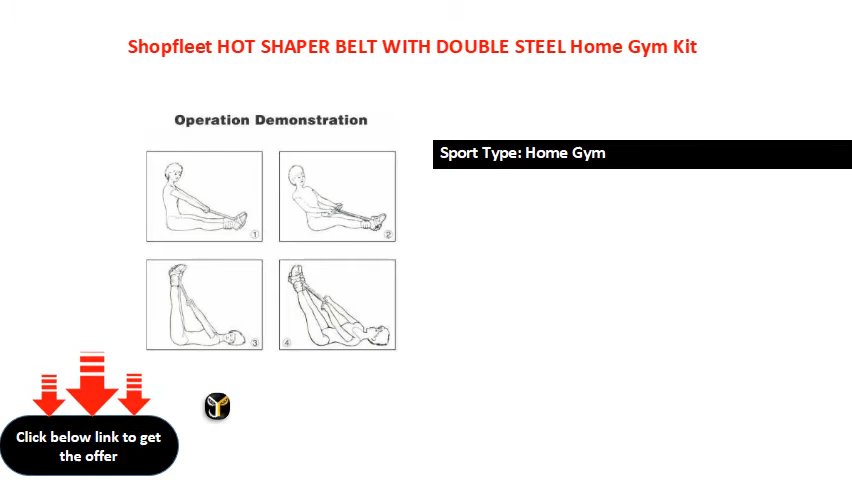 Shopfleet HOT SHAPER BELT WITH DOUBLE STEEL Home Gym Kit
Operation Demonstration
Sport Type: Home Gym
①
②
③
④
Click below link to get
the offer